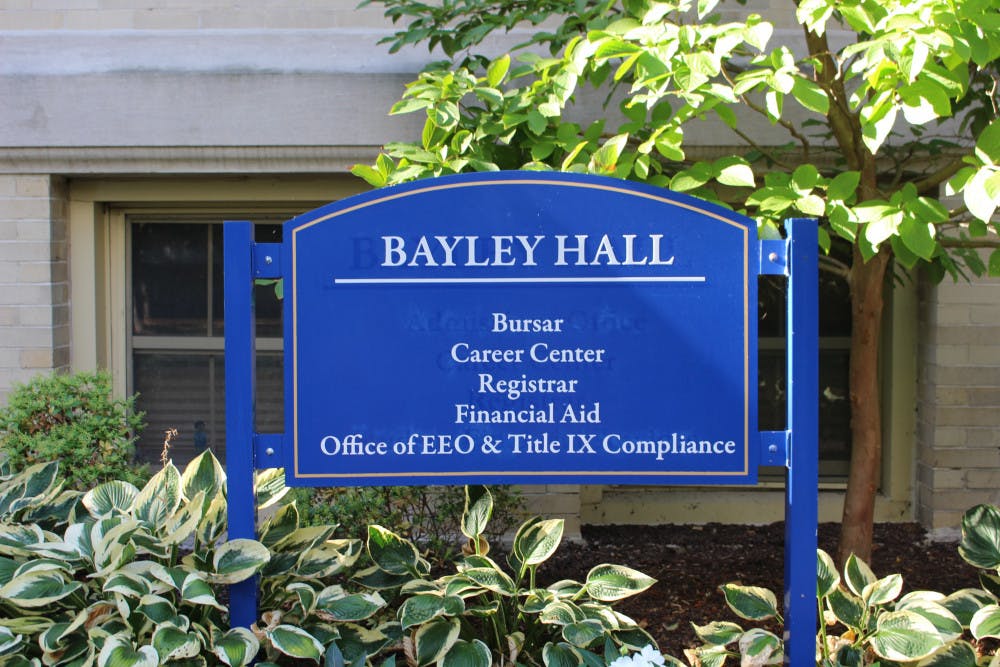 BAYLEY HALL
Bursar
Career Center
Registrar
Financial Aid
Office of EEO & Title IX Compliance